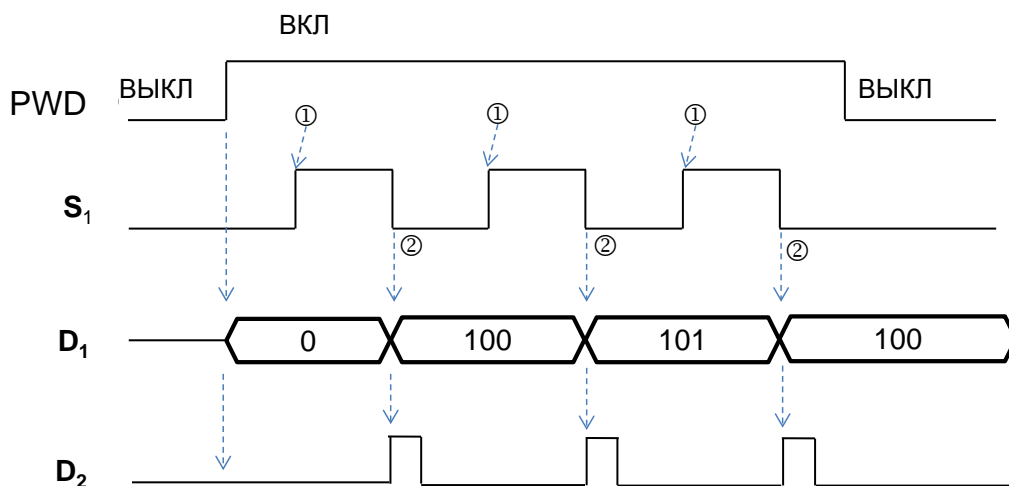 ВКЛ
PWD ВЫКЛ ВЫКЛ
① ① ①
S₁
② ② ②
D₁ 0 100 101 100
D₂